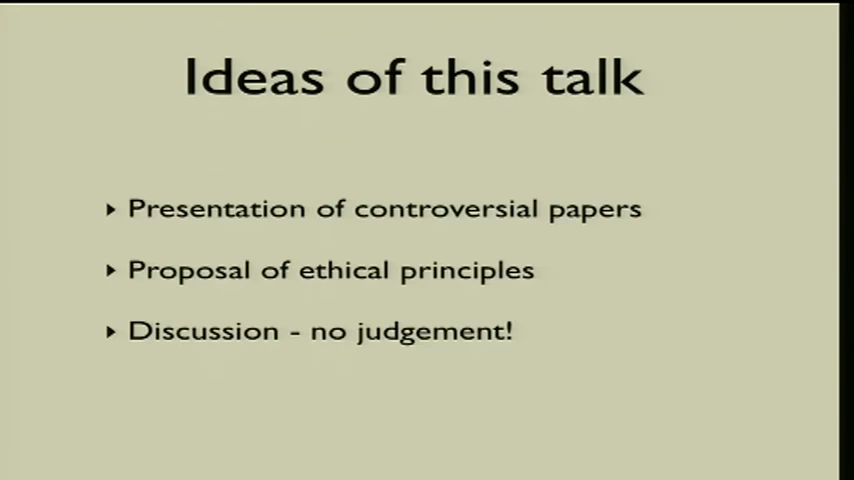 Ideas of this talk
Presentation of controversial papers
Proposal of ethical principles
Discussion - no judgement!